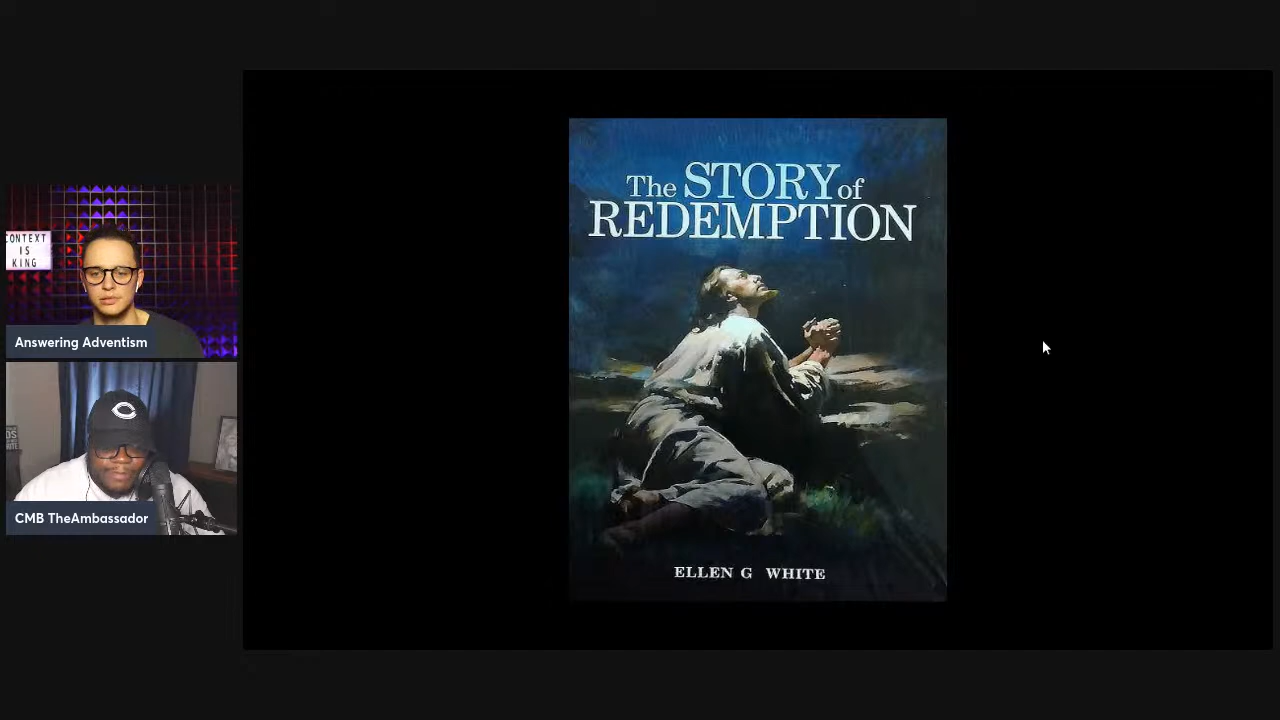 CONTEXT
IS
KING
Answering Adventism
CMB TheAmbassador
The STORY of
REDEMPTION
ELLEN G WHITE